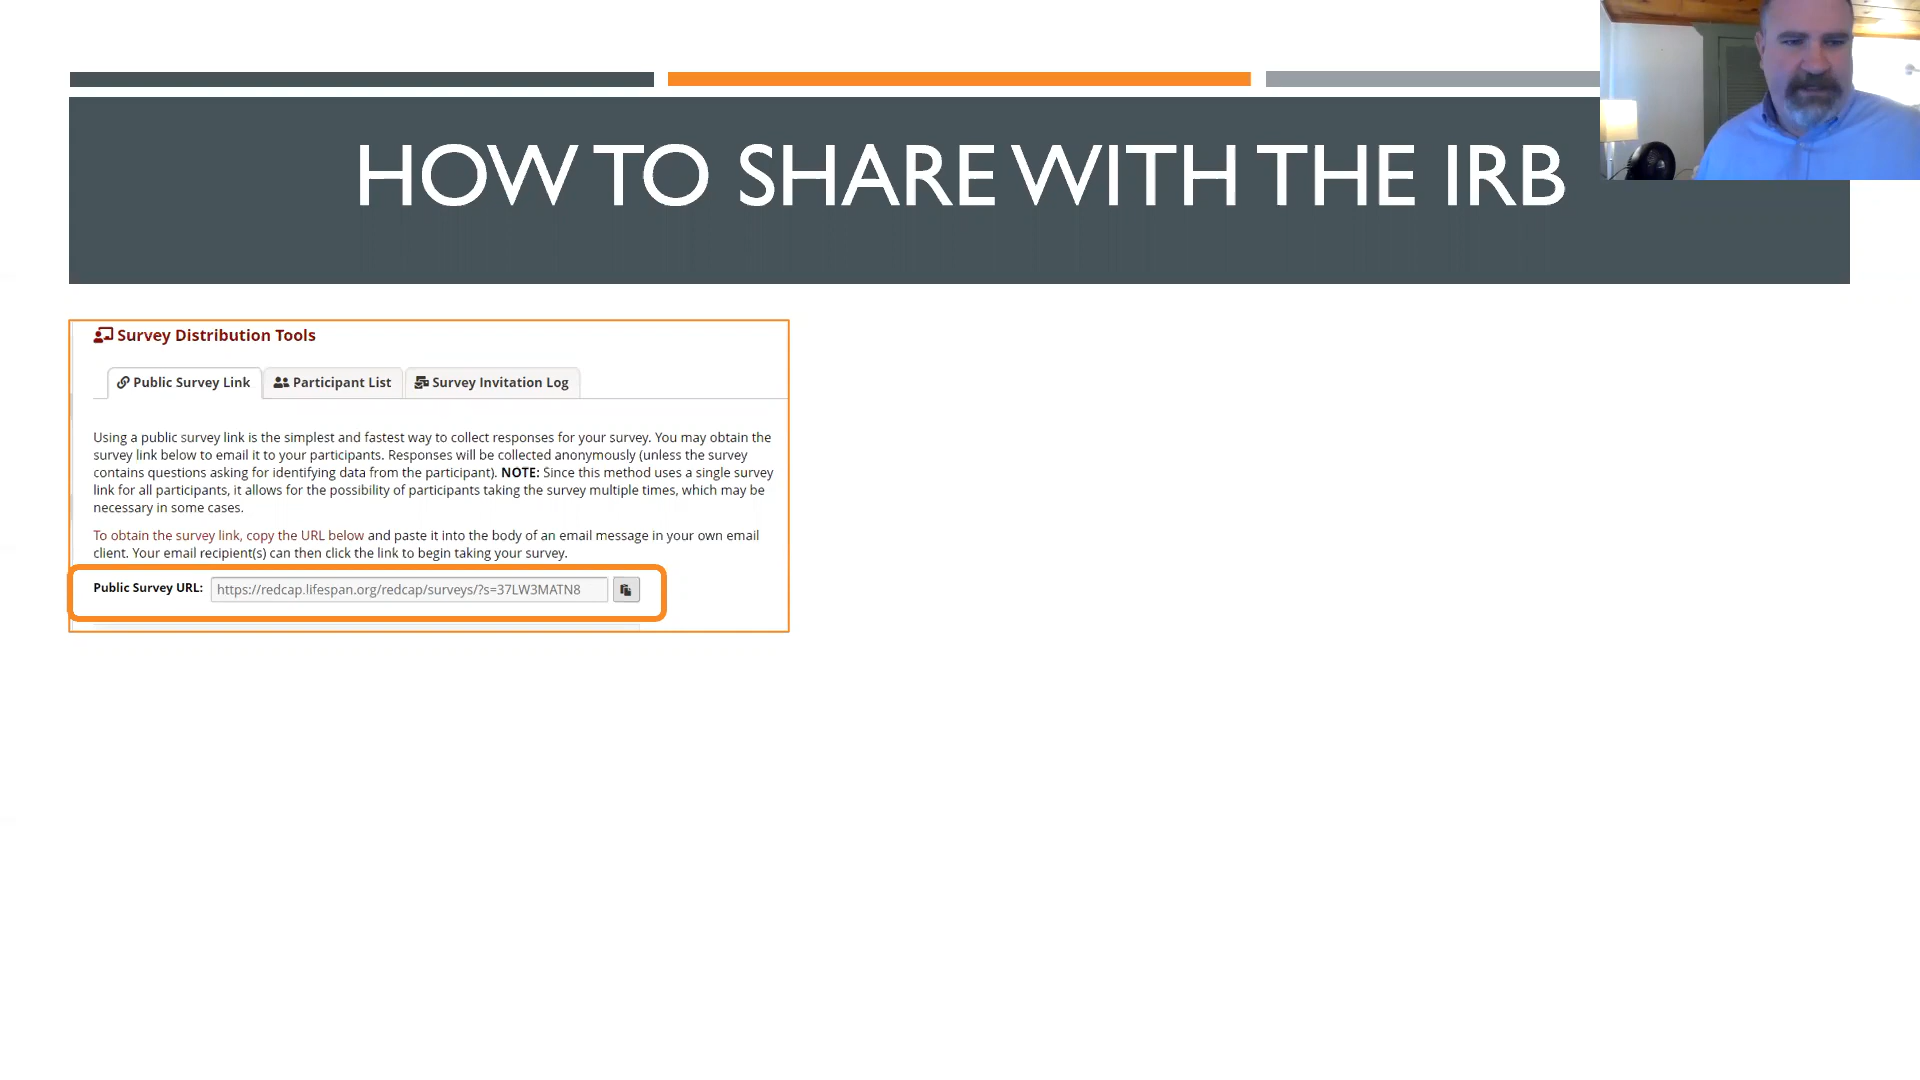 HOW TO SHARE WITH THE IRB
Survey Distribution Tools
Public Survey Link
Participant List
Survey Invitation Log
Using a public survey link is the simplest and fastest way to collect responses for your survey. You may obtain the
survey link below to email it to your participants. Responses will be collected anonymously (unless the survey
contains questions asking for identifying data from the participant). NOTE: Since this method uses a single survey
link for all participants, it allows for the possibility of participants taking the survey multiple times, which may be
necessary in some cases.
To obtain the survey link, copy the URL below and paste it into the body of an email message in your own email
client. Your email recipient(s) can then click the link to begin taking your survey.
Public Survey URL: https://redcap.lifespan.org/redcap/surveys/?s=37LW3MATN8